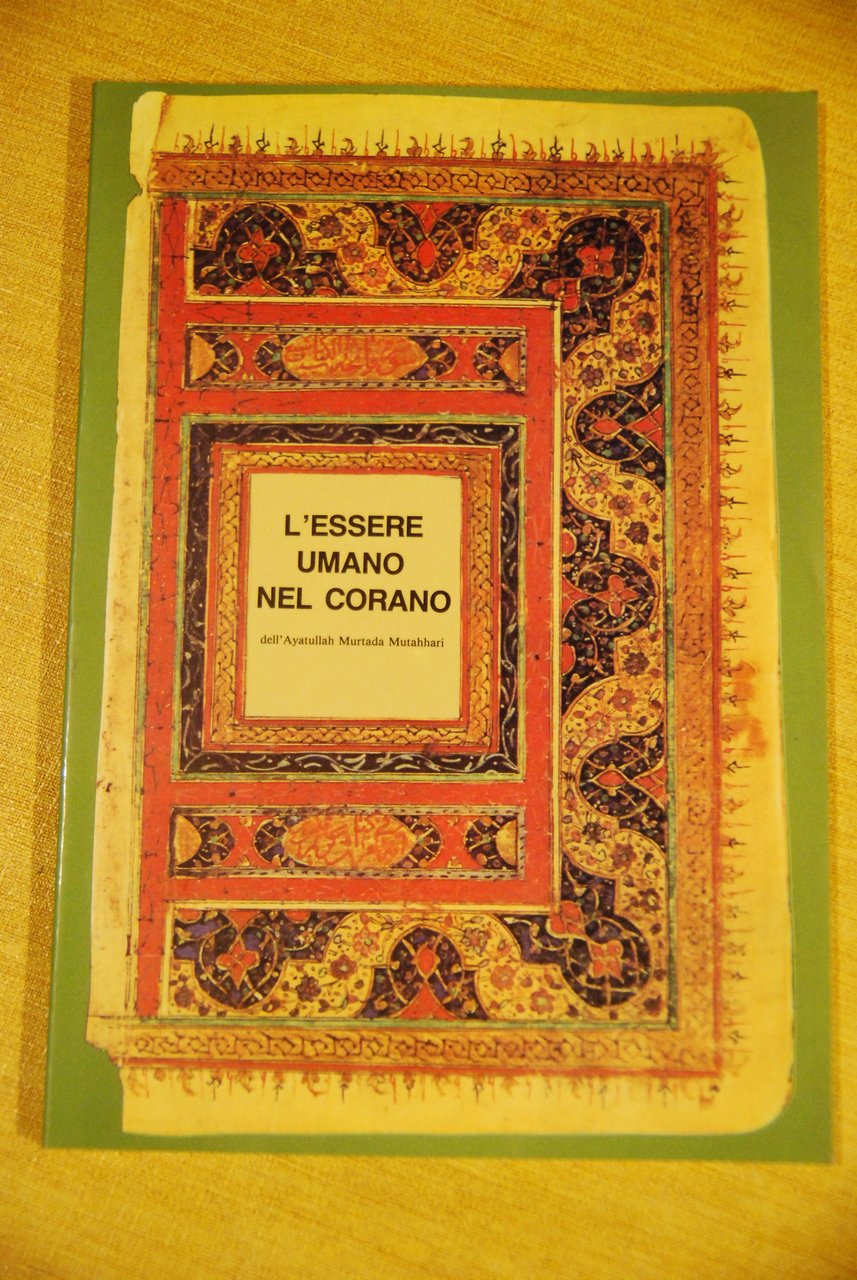 L'ESSERE
UMANO
NEL CORANO
dell'Ayatullah Murtada Mutahhari